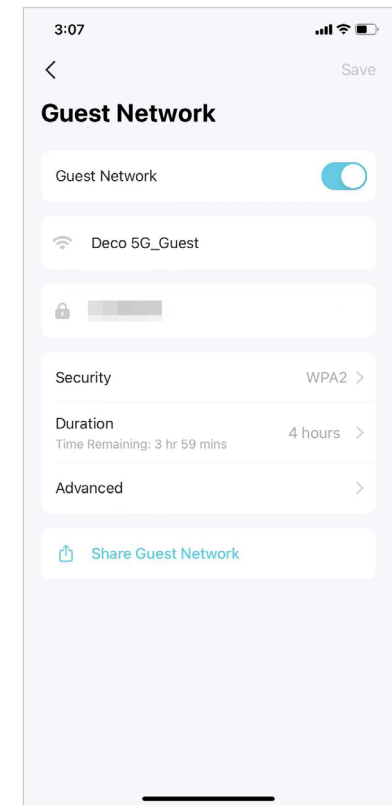 3:07
Save
Guest Network
Guest Network
Deco 5G_Guest
Security
WPA2
Duration
Time Remaining: 3 hr 59 mins
4 hours
Advanced
Share Guest Network